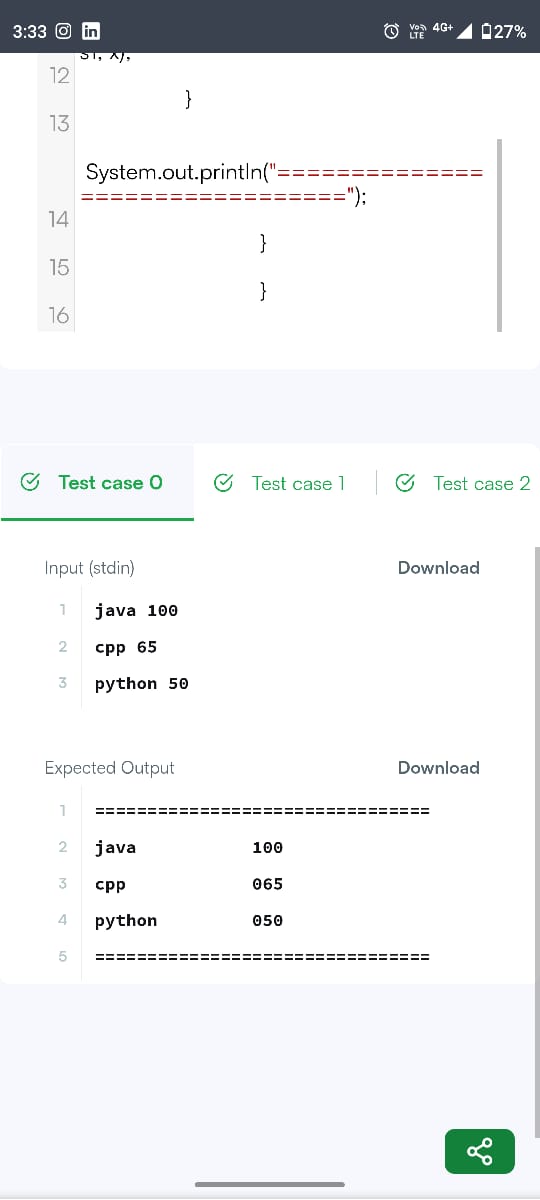 3:33 in VoD LTE 4G+ 27%
s1, x);
12
}
13
System.out.println("==============
==================");
14
}
15
}
16
Test case 0 Test case 1 Test case 2
Input (stdin) Download
1 java 100
2 cpp 65
3 python 50
Expected Output Download
1 ================================
2 java 100
3 cpp 065
4 python 050
5 ================================